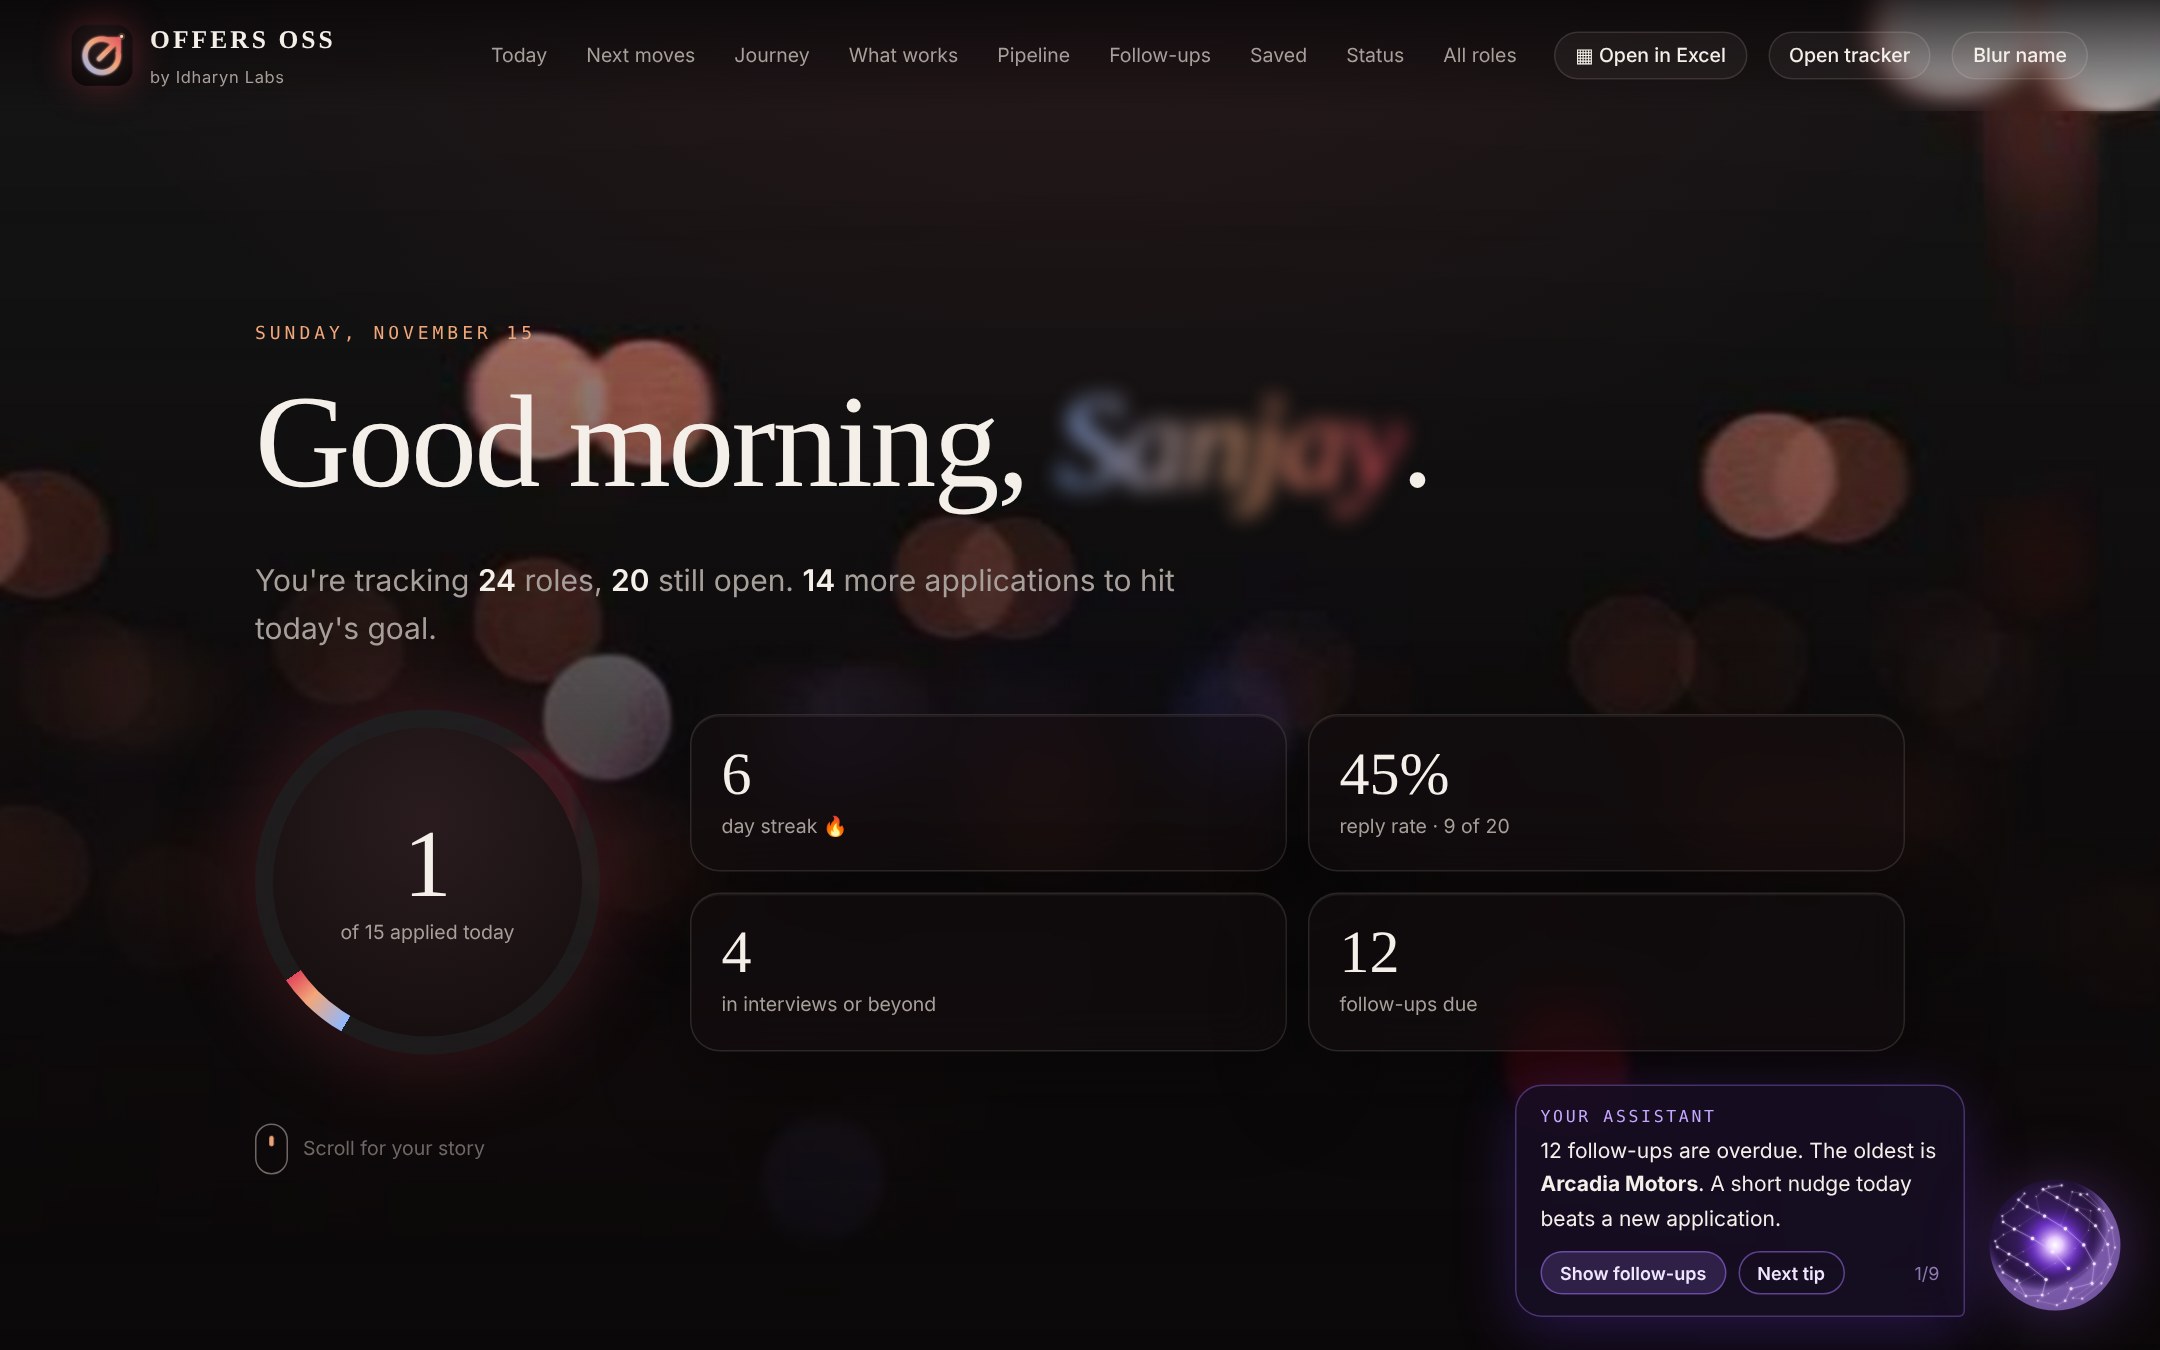 OFFERS OSS
by Idharyn Labs
Today Next moves Journey What works Pipeline Follow-ups Saved Status All roles ▦ Open in Excel Open tracker Blur name
SUNDAY, NOVEMBER 15
Good morning, Sanjay.
You're tracking 24 roles, 20 still open. 14 more applications to hit
today's goal.
1
of 15 applied today
6
day streak 🔥
45%
reply rate · 9 of 20
4
in interviews or beyond
12
follow-ups due
Scroll for your story
YOUR ASSISTANT
12 follow-ups are overdue. The oldest is
Arcadia Motors. A short nudge today
beats a new application.
Show follow-ups Next tip 1/9